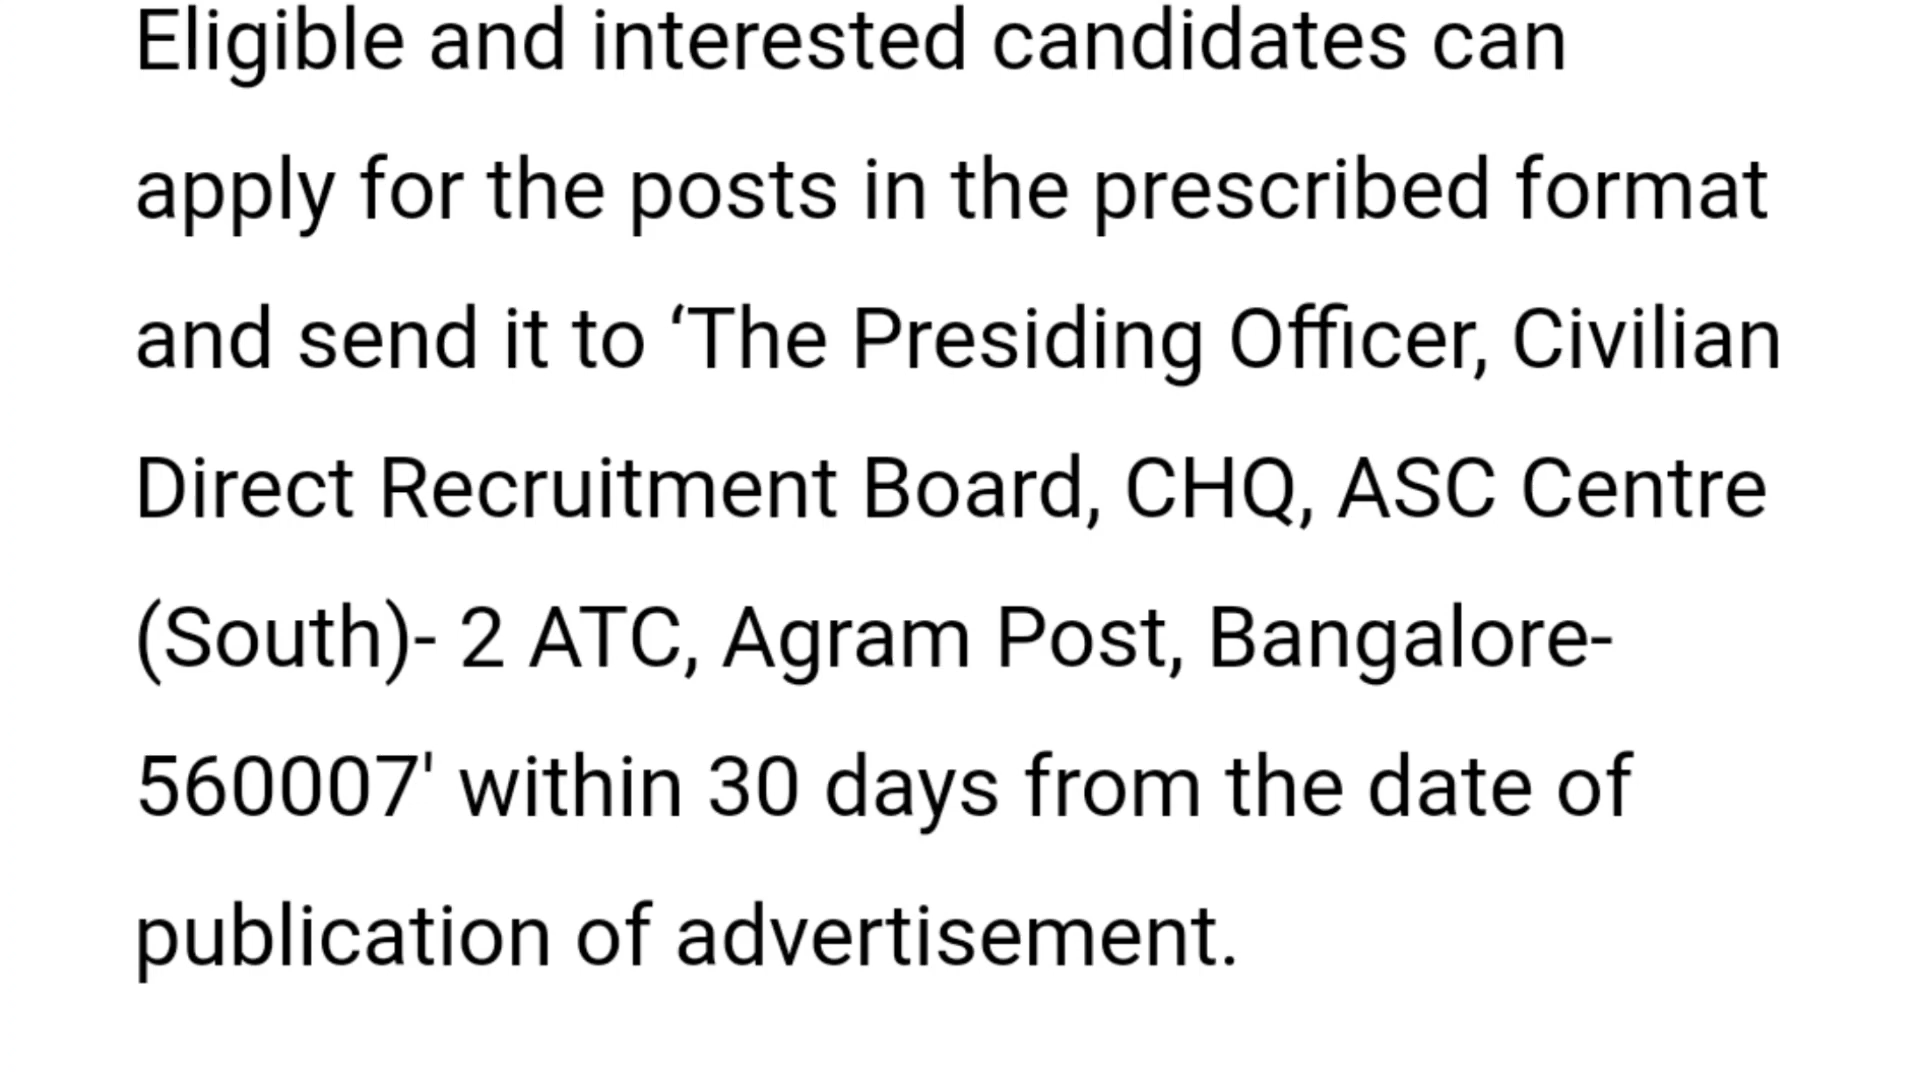 Eligible and interested candidates can
apply for the posts in the prescribed format
and send it to ‘The Presiding Officer, Civilian
Direct Recruitment Board, CHQ, ASC Centre
(South)- 2 ATC, Agram Post, Bangalore-
560007' within 30 days from the date of
publication of advertisement.